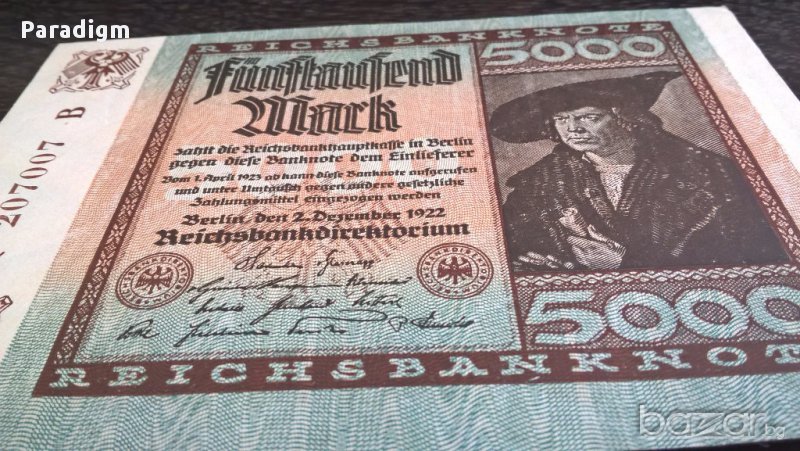 Paradigm
REICHSBANKNOTE
5000
Fünftausend
Mark
zahlt die Reichsbankhauptkasse in Berlin
gegen diese Banknote dem Einlieferer
Vom 1. April 1923 ab kann diese Banknote aufgerufen
und unter Umtausch gegen andere gesetzliche
Zahlungsmittel eingezogen werden
Berlin, den 2. Dezember 1922
Reichsbankdirektorium
207007 B
5000
REICHSBANKNOTE
bazar.bg